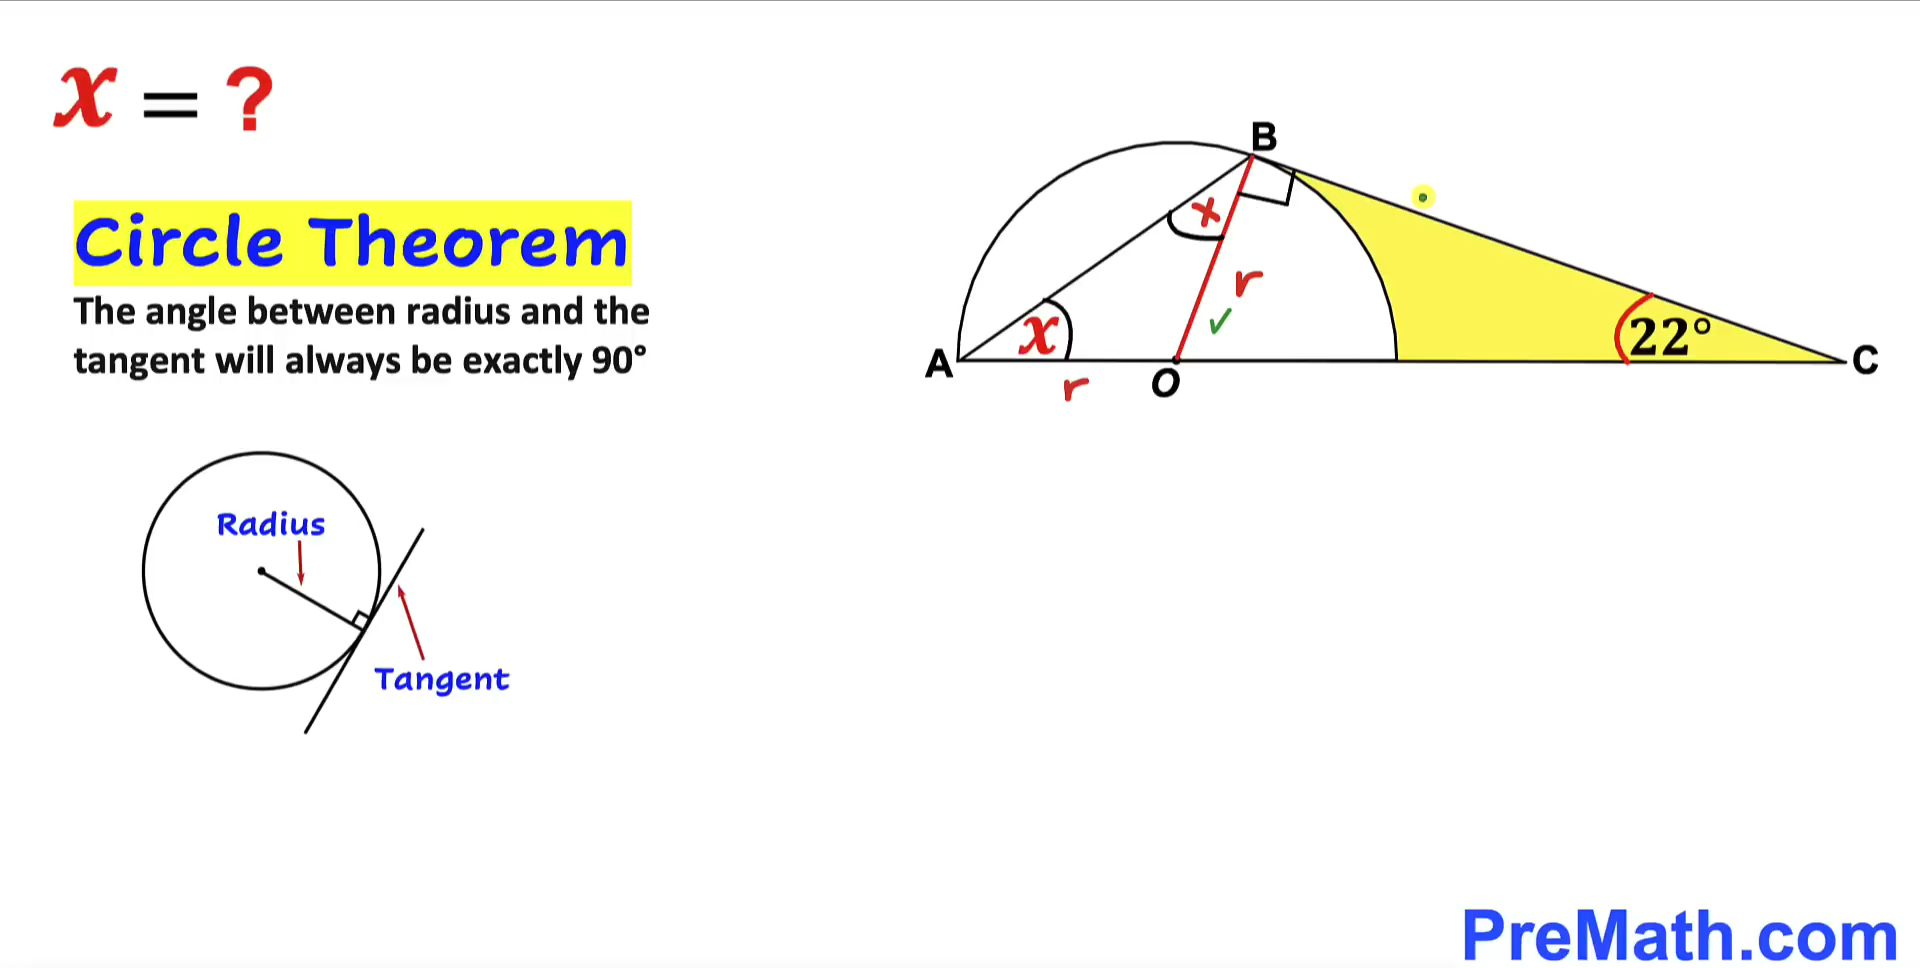 x = ?
Circle Theorem
The angle between radius and the
tangent will always be exactly 90°
B
x
r
✓
A
x
22°
C
r
O
Radius
Tangent
PreMath.com